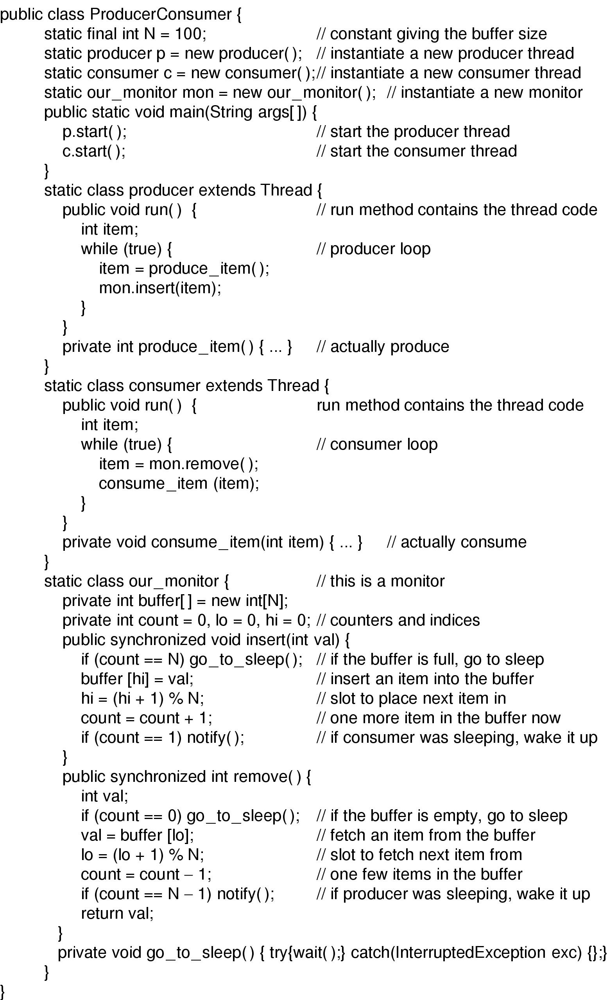 public class ProducerConsumer {
static final int N = 100; // constant giving the buffer size
static producer p = new producer( ); // instantiate a new producer thread
static consumer c = new consumer( );// instantiate a new consumer thread
static our_monitor mon = new our_monitor( ); // instantiate a new monitor
public static void main(String args[ ]) {
p.start( ); // start the producer thread
c.start( ); // start the consumer thread
}
static class producer extends Thread {
public void run( ) { // run method contains the thread code
int item;
while (true) { // producer loop
item = produce_item( );
mon.insert(item);
}
}
private int produce_item( ) { ... } // actually produce
}
static class consumer extends Thread {
public void run( ) { run method contains the thread code
int item;
while (true) { // consumer loop
item = mon.remove( );
consume_item (item);
}
}
private void consume_item(int item) { ... } // actually consume
}
static class our_monitor { // this is a monitor
private int buffer[ ] = new int[N];
private int count = 0, lo = 0, hi = 0; // counters and indices
public synchronized void insert(int val) {
if (count == N) go_to_sleep( ); // if the buffer is full, go to sleep
buffer [hi] = val; // insert an item into the buffer
hi = (hi + 1) % N; // slot to place next item in
count = count + 1; // one more item in the buffer now
if (count == 1) notify( ); // if consumer was sleeping, wake it up
}
public synchronized int remove( ) {
int val;
if (count == 0) go_to_sleep( ); // if the buffer is empty, go to sleep
val = buffer [lo]; // fetch an item from the buffer
lo = (lo + 1) % N; // slot to fetch next item from
count = count – 1; // one few items in the buffer
if (count == N – 1) notify( ); // if producer was sleeping, wake it up
return val;
}
private void go_to_sleep( ) { try{wait( );} catch(InterruptedException exc) {};}
}
}